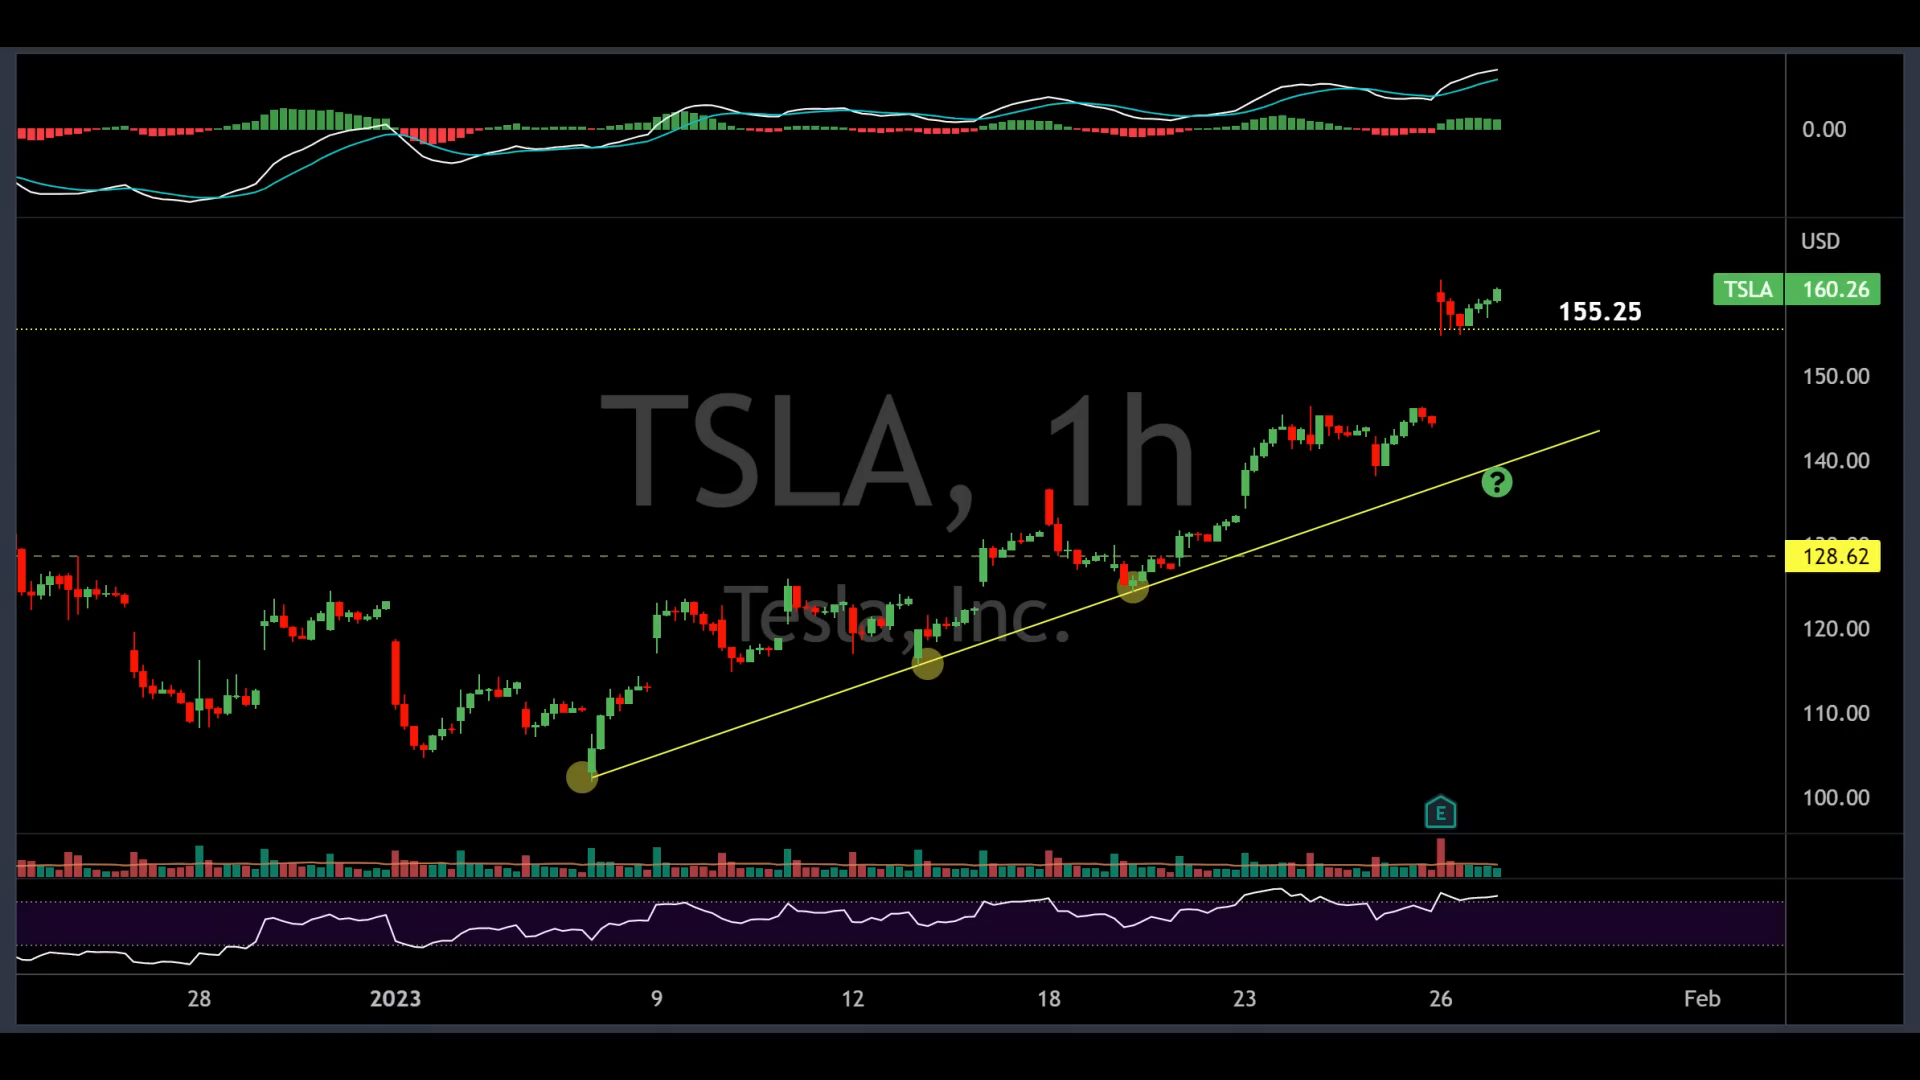 0.00
USD
TSLA 160.26
155.25
150.00
TSLA, 1h
140.00
?
128.62
Tesla, Inc.
120.00
110.00
100.00
E
28 2023 9 12 18 23 26 Feb